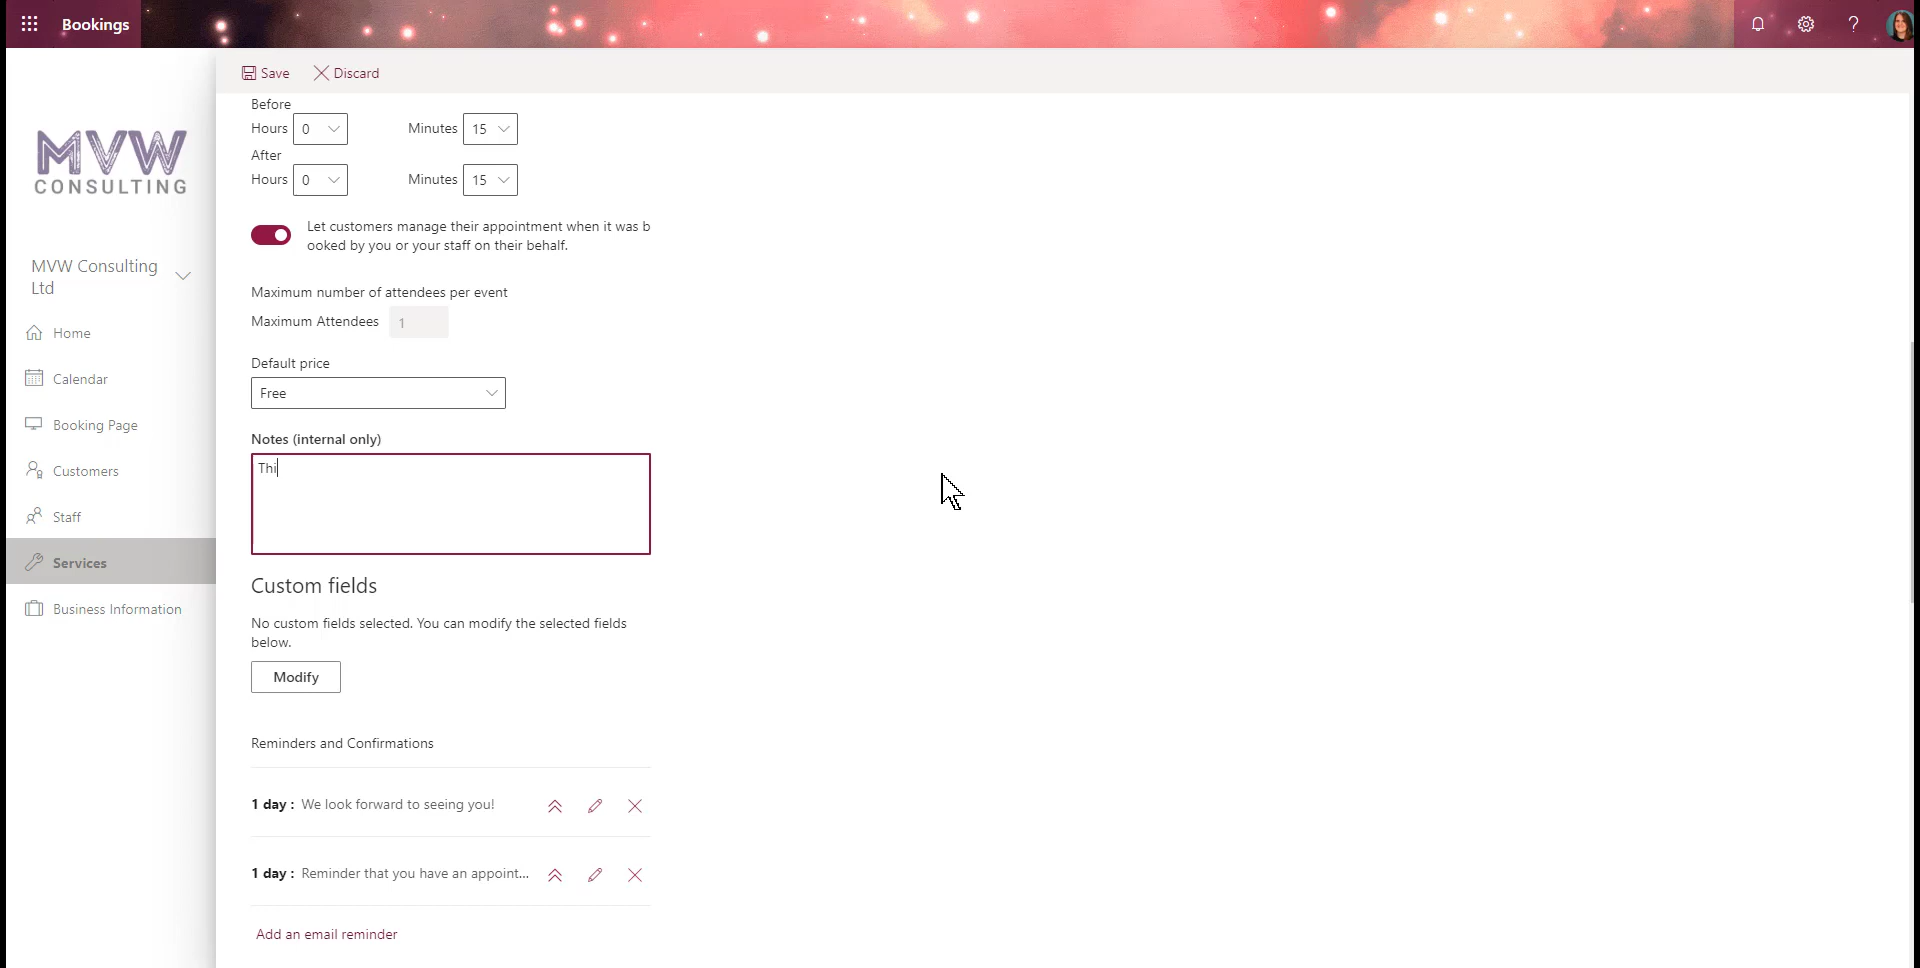 Bookings
?
Save
Discard
MVW
CONSULTING
MVW Consulting
Ltd
Home
Calendar
Booking Page
Customers
Staff
Services
Business Information
Before
Hours 0
Minutes 15
After
Hours 0
Minutes 15
Let customers manage their appointment when it was b
ooked by you or your staff on their behalf.
Maximum number of attendees per event
Maximum Attendees 1
Default price
Free
Notes (internal only)
Thi
Custom fields
No custom fields selected. You can modify the selected fields
below.
Modify
Reminders and Confirmations
1 day : We look forward to seeing you!
1 day : Reminder that you have an appoint...
Add an email reminder